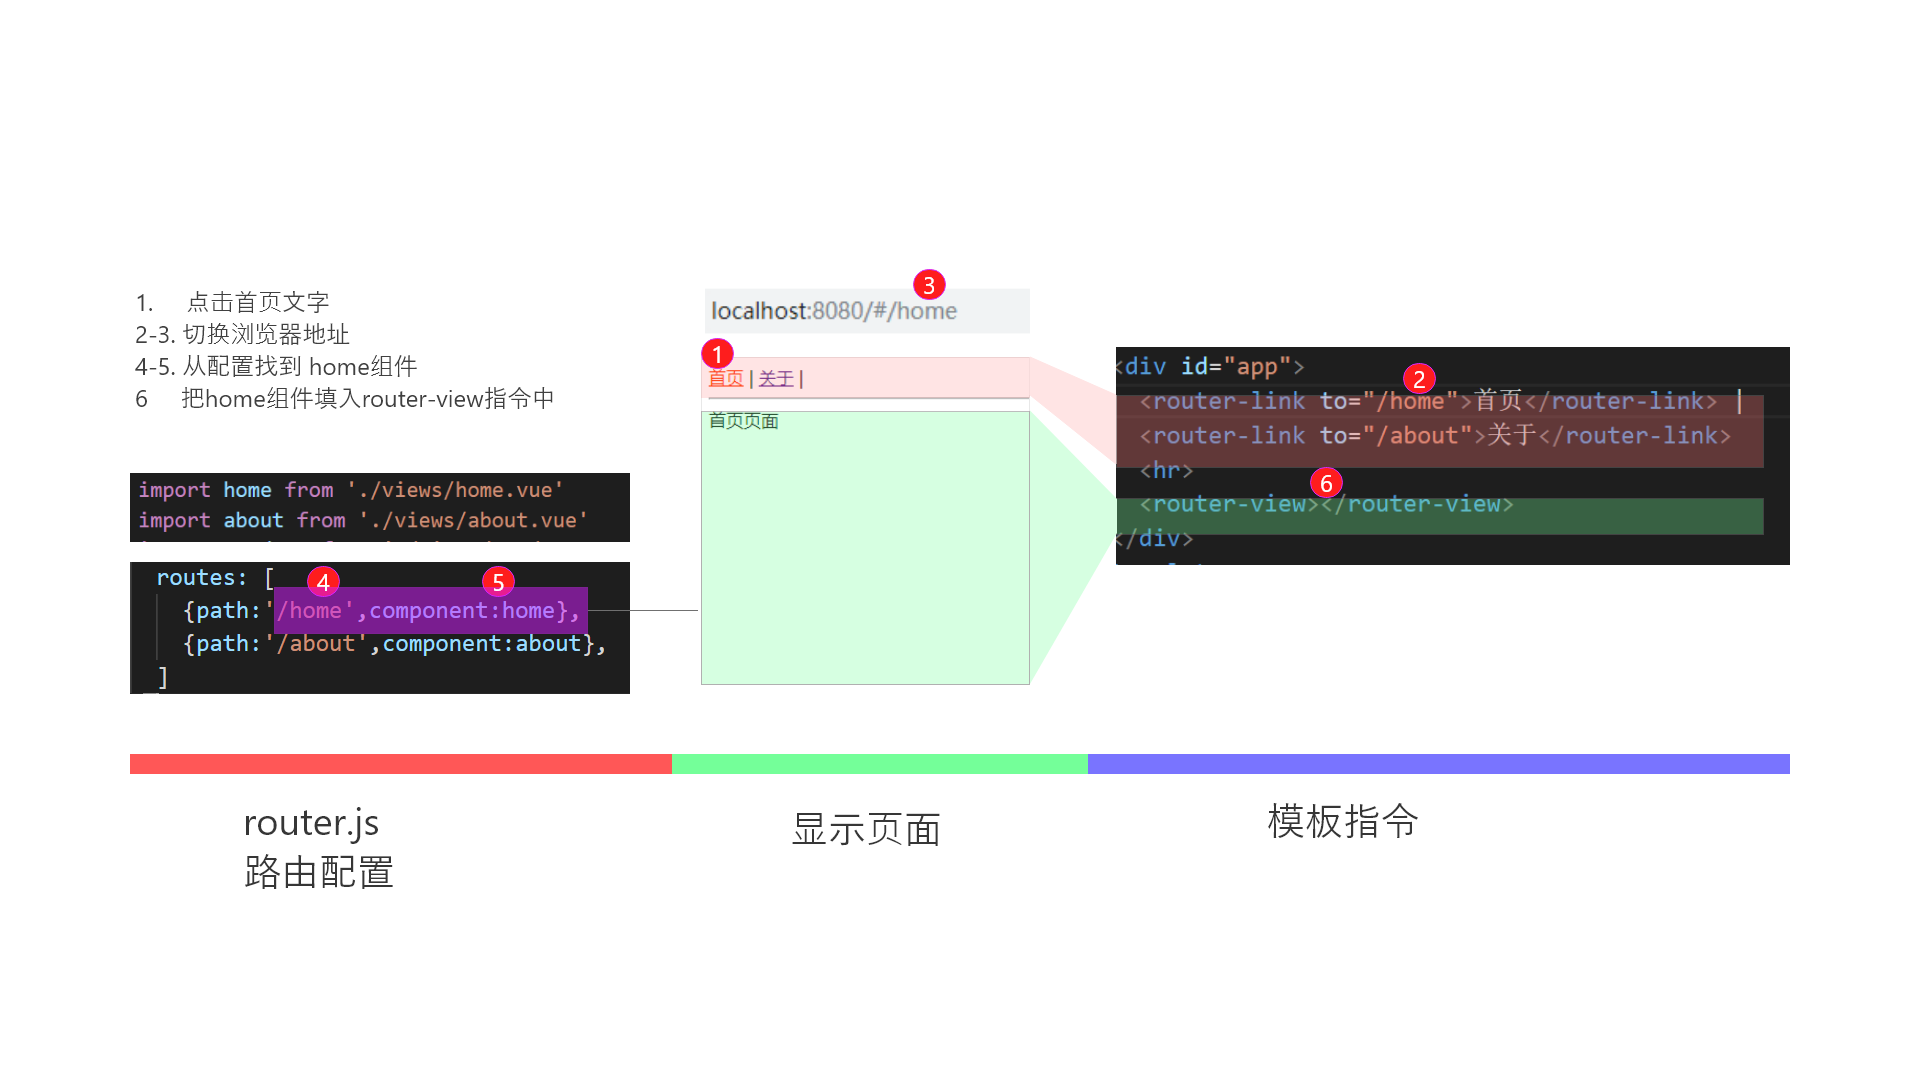 1. 点击首页文字
2-3. 切换浏览器地址
4-5. 从配置找到 home组件
6 把home组件填入router-view指令中
import home from './views/home.vue'
import about from './views/about.vue'
routes: [
4
5
{path:'/home',component:home},
{path:'/about',component:about},
]
3
localhost:8080/#/home
1
首页 | 关于 |
首页页面
<div id="app">
2
<router-link to="/home">首页</router-link> |
<router-link to="/about">关于</router-link>
<hr>
6
<router-view></router-view>
</div>
router.js
路由配置
显示页面
模板指令